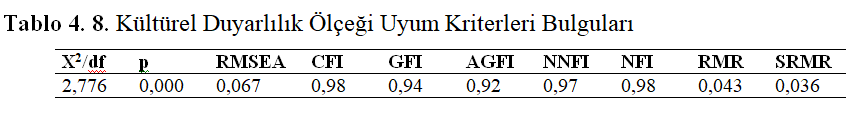 Tablo 4. 8. Kültürel Duyarlılık Ölçeği Uyum Kriterleri Bulguları
X²/df p RMSEA CFI GFI AGFI NNFI NFI RMR SRMR
2,776 0,000 0,067 0,98 0,94 0,92 0,97 0,98 0,043 0,036